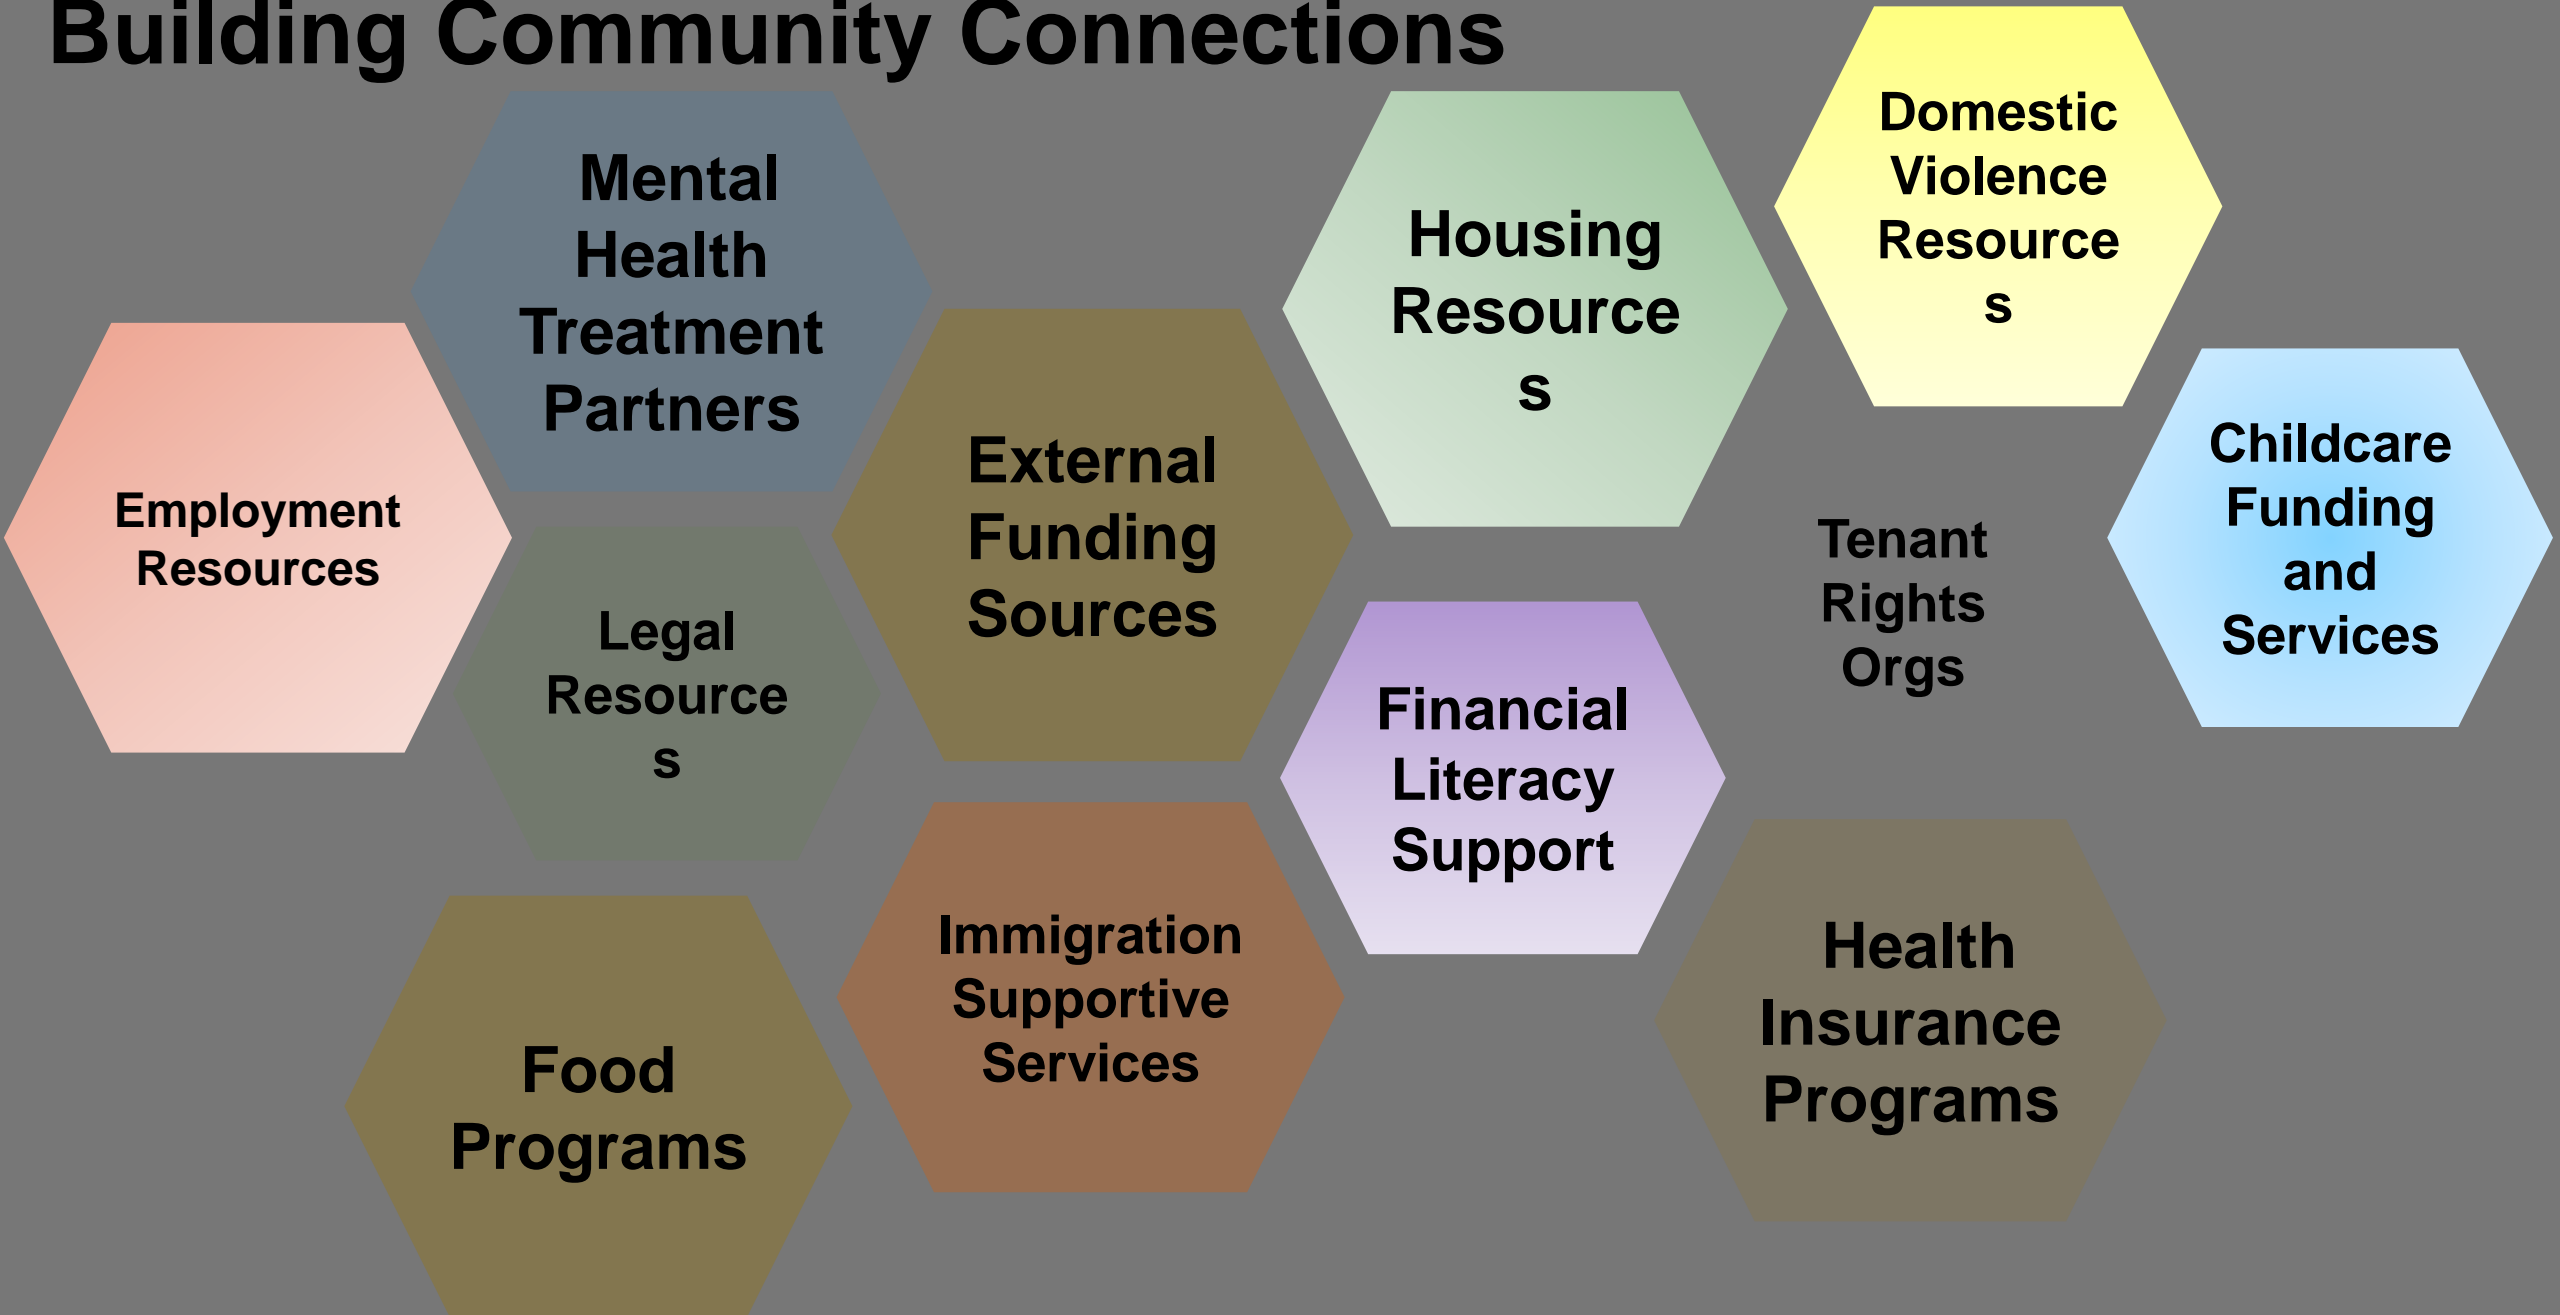 Building Community Connections
Mental
Health
Treatment
Partners
Housing
Resource
s
Domestic
Violence
Resource
s
Employment
Resources
External
Funding
Sources
Childcare
Funding
and
Services
Legal
Resource
s
Tenant
Rights
Orgs
Financial
Literacy
Support
Food
Programs
Immigration
Supportive
Services
Health
Insurance
Programs